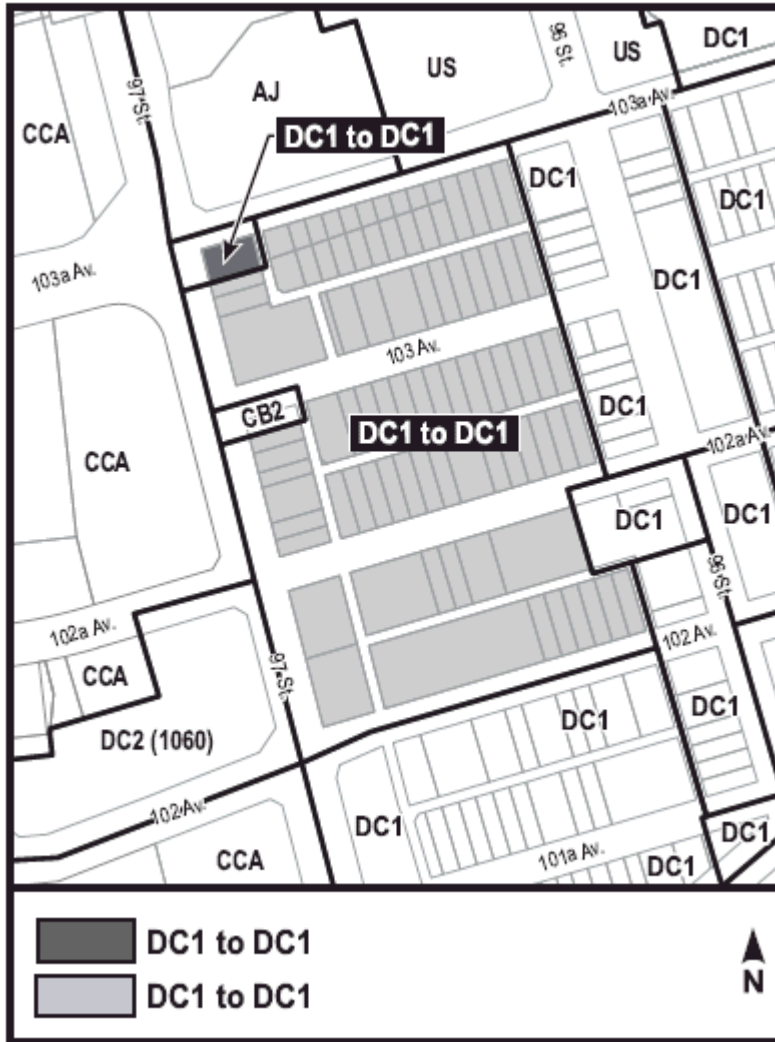 DC1
96 St.
US
US
97 St.
AJ
CCA
103a Av.
DC1 to DC1
DC1
DC1
103a Av.
DC1
103 Av.
CB2
DC1 to DC1
DC1
102a Av.
CCA
DC1
DC1
96 St.
102a Av.
102 Av.
CCA
97 St.
DC1
DC1
DC2 (1060)
102 Av.
DC1
DC1
CCA
101a Av.
DC1
DC1 to DC1
DC1 to DC1
N